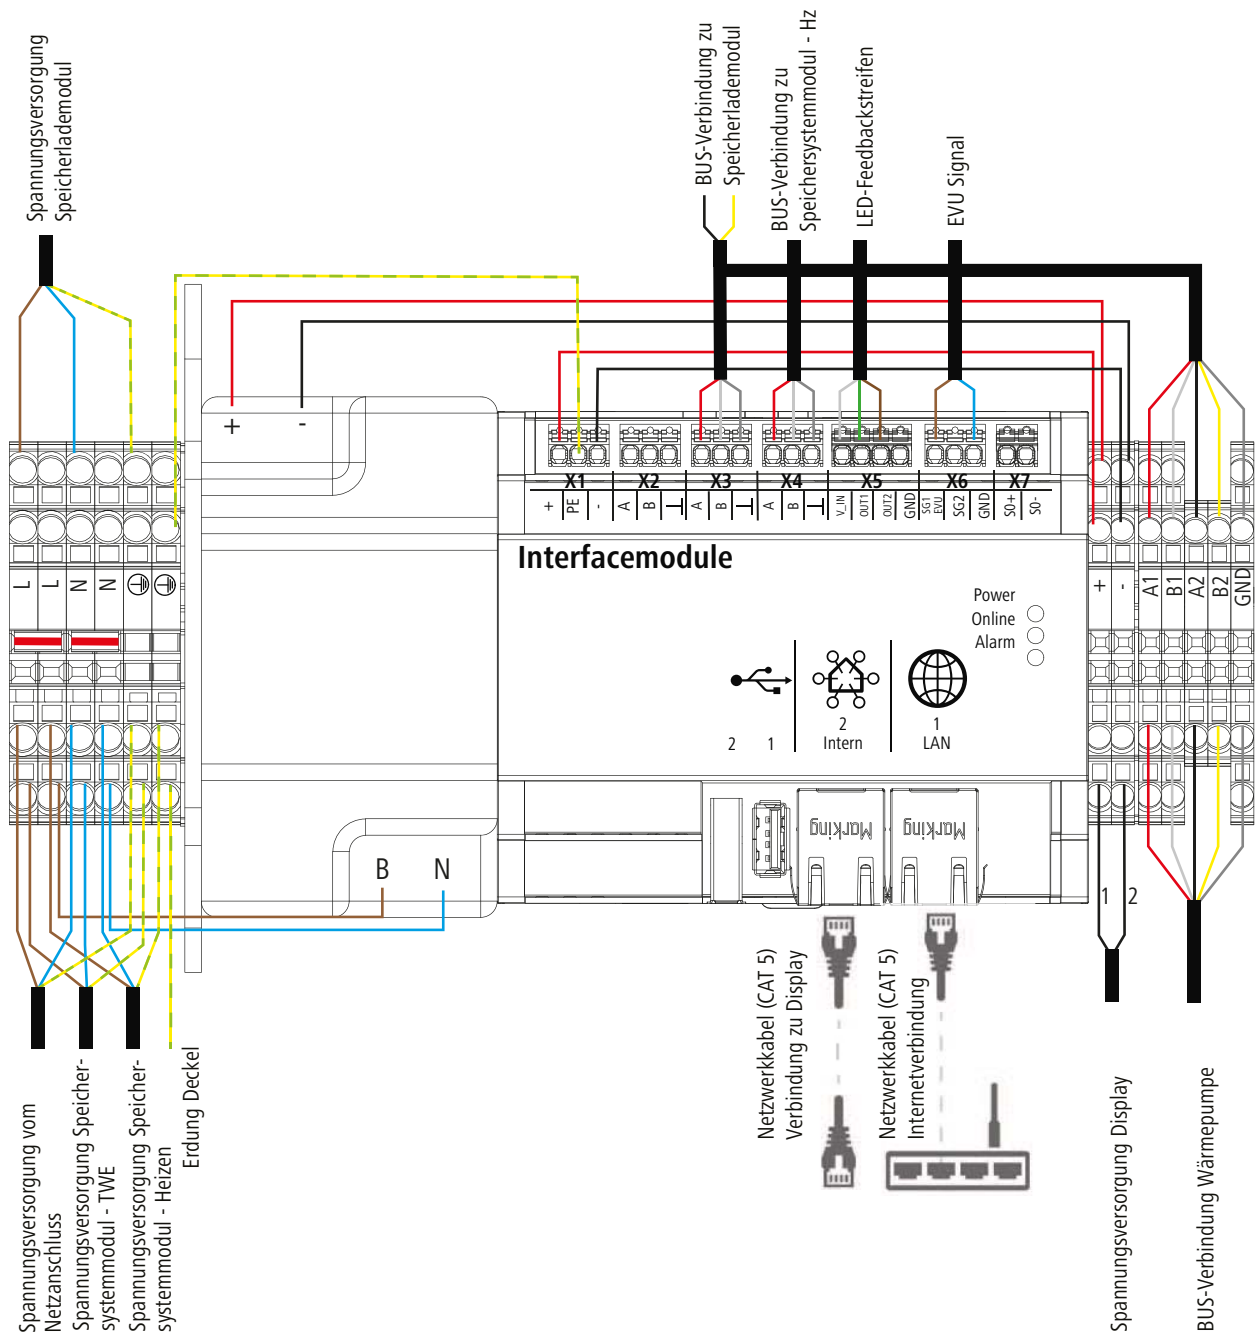 Spannungsversorgung
Speicherlademodul
BUS-Verbindung zu
Speicherlademodul
BUS-Verbindung zu
Speichersystemmodul - Hz
LED-Feedbackstreifen
EVU Signal
+
-
X1
X2
X3
X4
X5
X6
X7
+
PE
-
A
B
A
B
A
B
V_IN
OUT1
OUT2
GND
SG1
EVU
SG2
GND
S0+
S0-
Interfacemodule
L
L
N
N
+
-
A1
B1
A2
B2
GND
Power
Online
Alarm
2
1
2
Intern
1
LAN
Marking
Marking
B
N
1
2
Netzwerkkabel (CAT 5)
Verbindung zu Display
Netzwerkkabel (CAT 5)
Internetverbindung
Spannungsversorgung vom
Netzanschluss
Spannungsversorgung Speicher-
systemmodul - TWE
Spannungsversorgung Speicher-
systemmodul - Heizen
Erdung Deckel
Spannungsversorgung Display
BUS-Verbindung Wärmepumpe